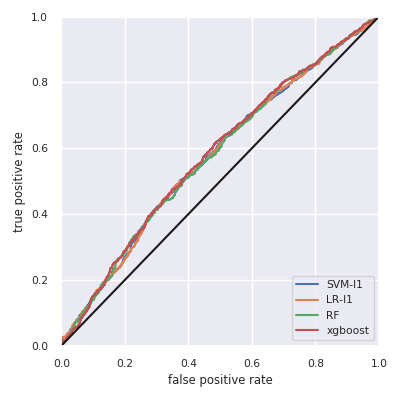 1.0
0.8
0.6
0.4
0.2
0.0
true positive rate
0.0 0.2 0.4 0.6 0.8 1.0
false positive rate
SVM-l1
LR-l1
RF
xgboost